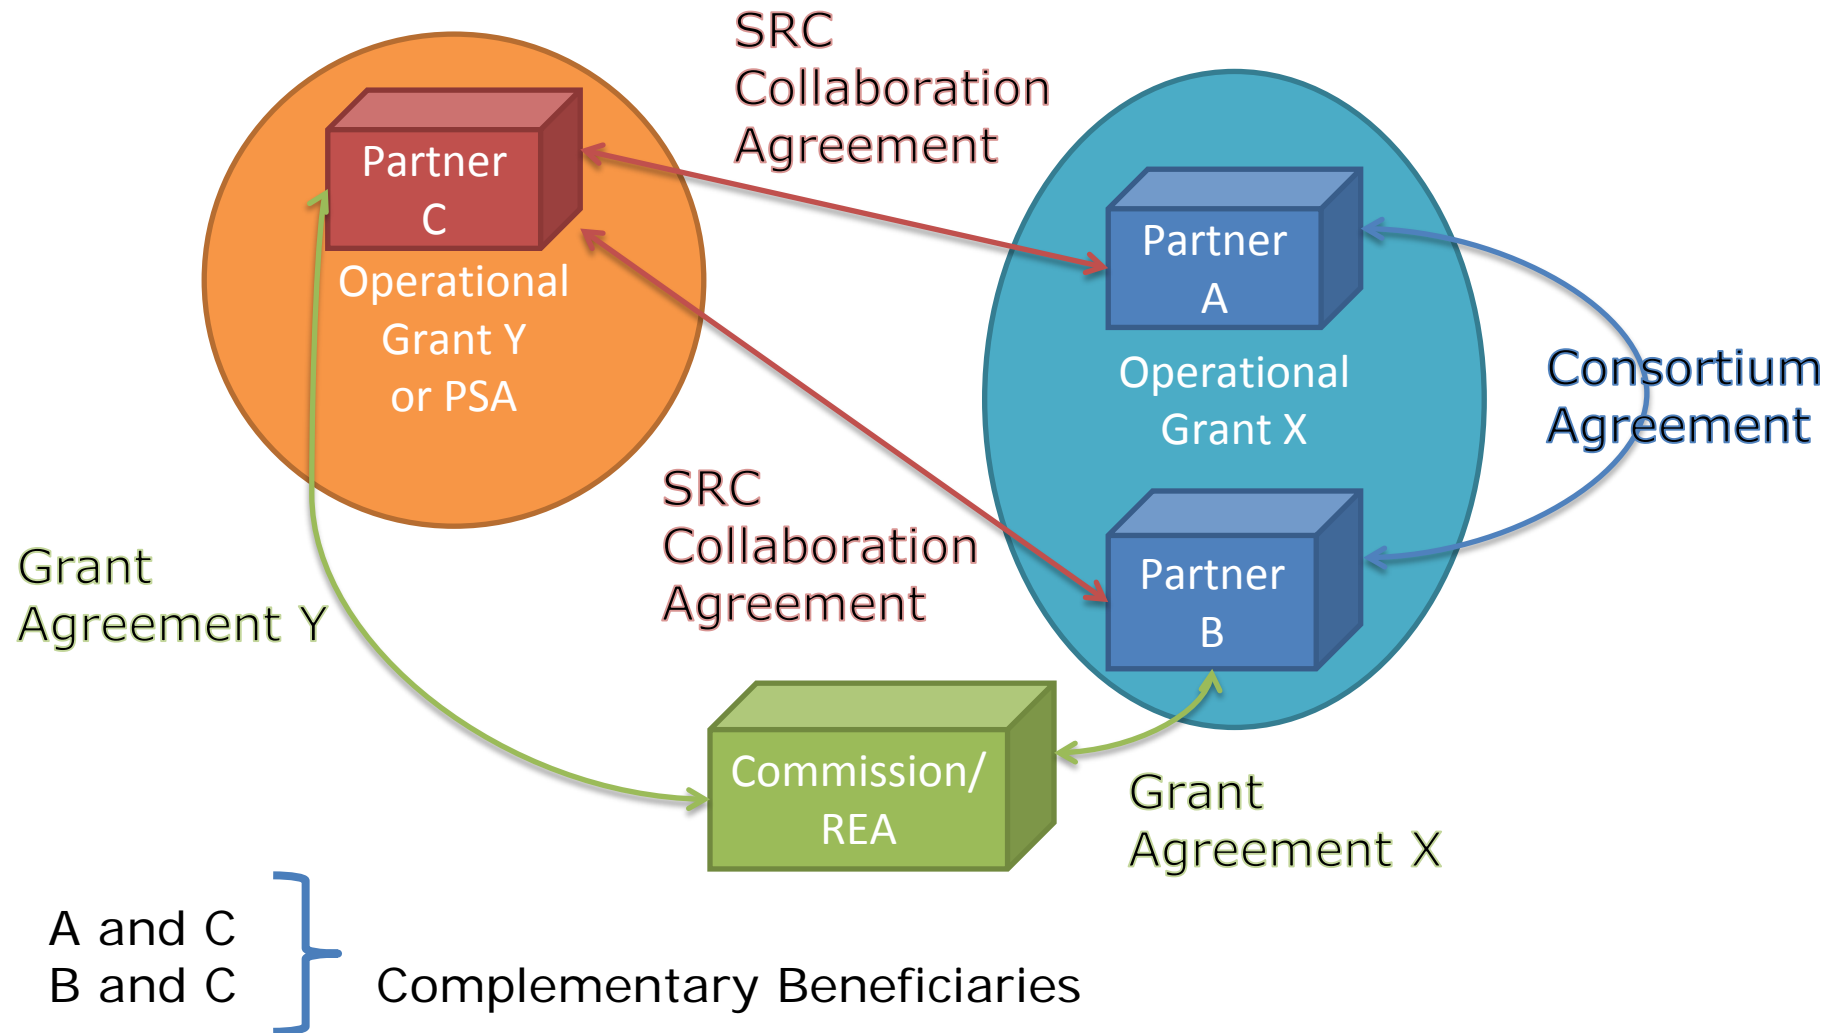 SRC
Collaboration
Agreement
Partner
C
Operational
Grant Y
or PSA
Partner
A
Operational
Grant X
Consortium
Agreement
SRC
Collaboration
Agreement
Partner
B
Grant
Agreement Y
Commission/
REA
Grant
Agreement X
A and C
B and C
Complementary Beneficiaries